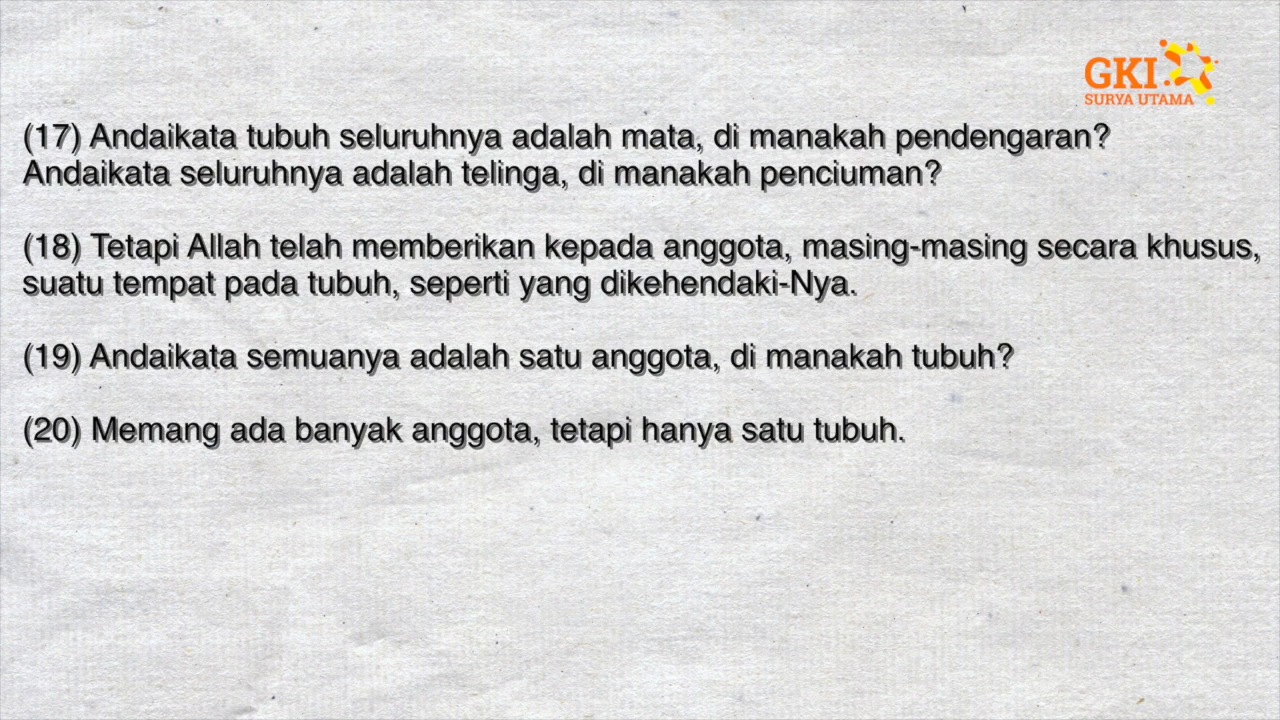 GKI
SURYA UTAMA
(17) Andaikata tubuh seluruhnya adalah mata, di manakah pendengaran?
Andaikata seluruhnya adalah telinga, di manakah penciuman?
(18) Tetapi Allah telah memberikan kepada anggota, masing-masing secara khusus,
suatu tempat pada tubuh, seperti yang dikehendaki-Nya.
(19) Andaikata semuanya adalah satu anggota, di manakah tubuh?
(20) Memang ada banyak anggota, tetapi hanya satu tubuh.